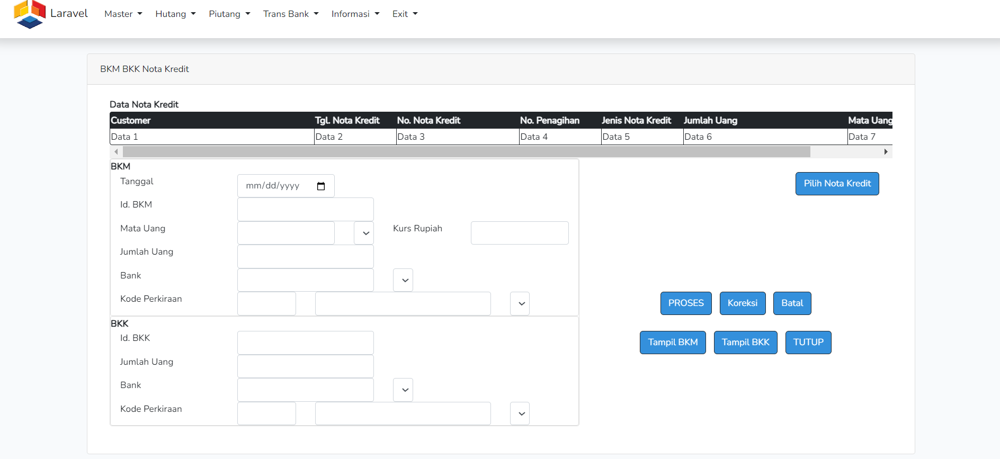 Laravel Master Hutang Piutang Trans Bank Informasi Exit
BKM BKK Nota Kredit
Data Nota Kredit
Customer Tgl. Nota Kredit No. Nota Kredit No. Penagihan Jenis Nota Kredit Jumlah Uang Mata Uang
Data 1 Data 2 Data 3 Data 4 Data 5 Data 6 Data 7
BKM
Tanggal mm/dd/yyyy Pilih Nota Kredit
Id. BKM
Mata Uang Kurs Rupiah
Jumlah Uang
Bank
Kode Perkiraan PROSES Koreksi Batal
BKK
Id. BKK Tampil BKM Tampil BKK TUTUP
Jumlah Uang
Bank
Kode Perkiraan